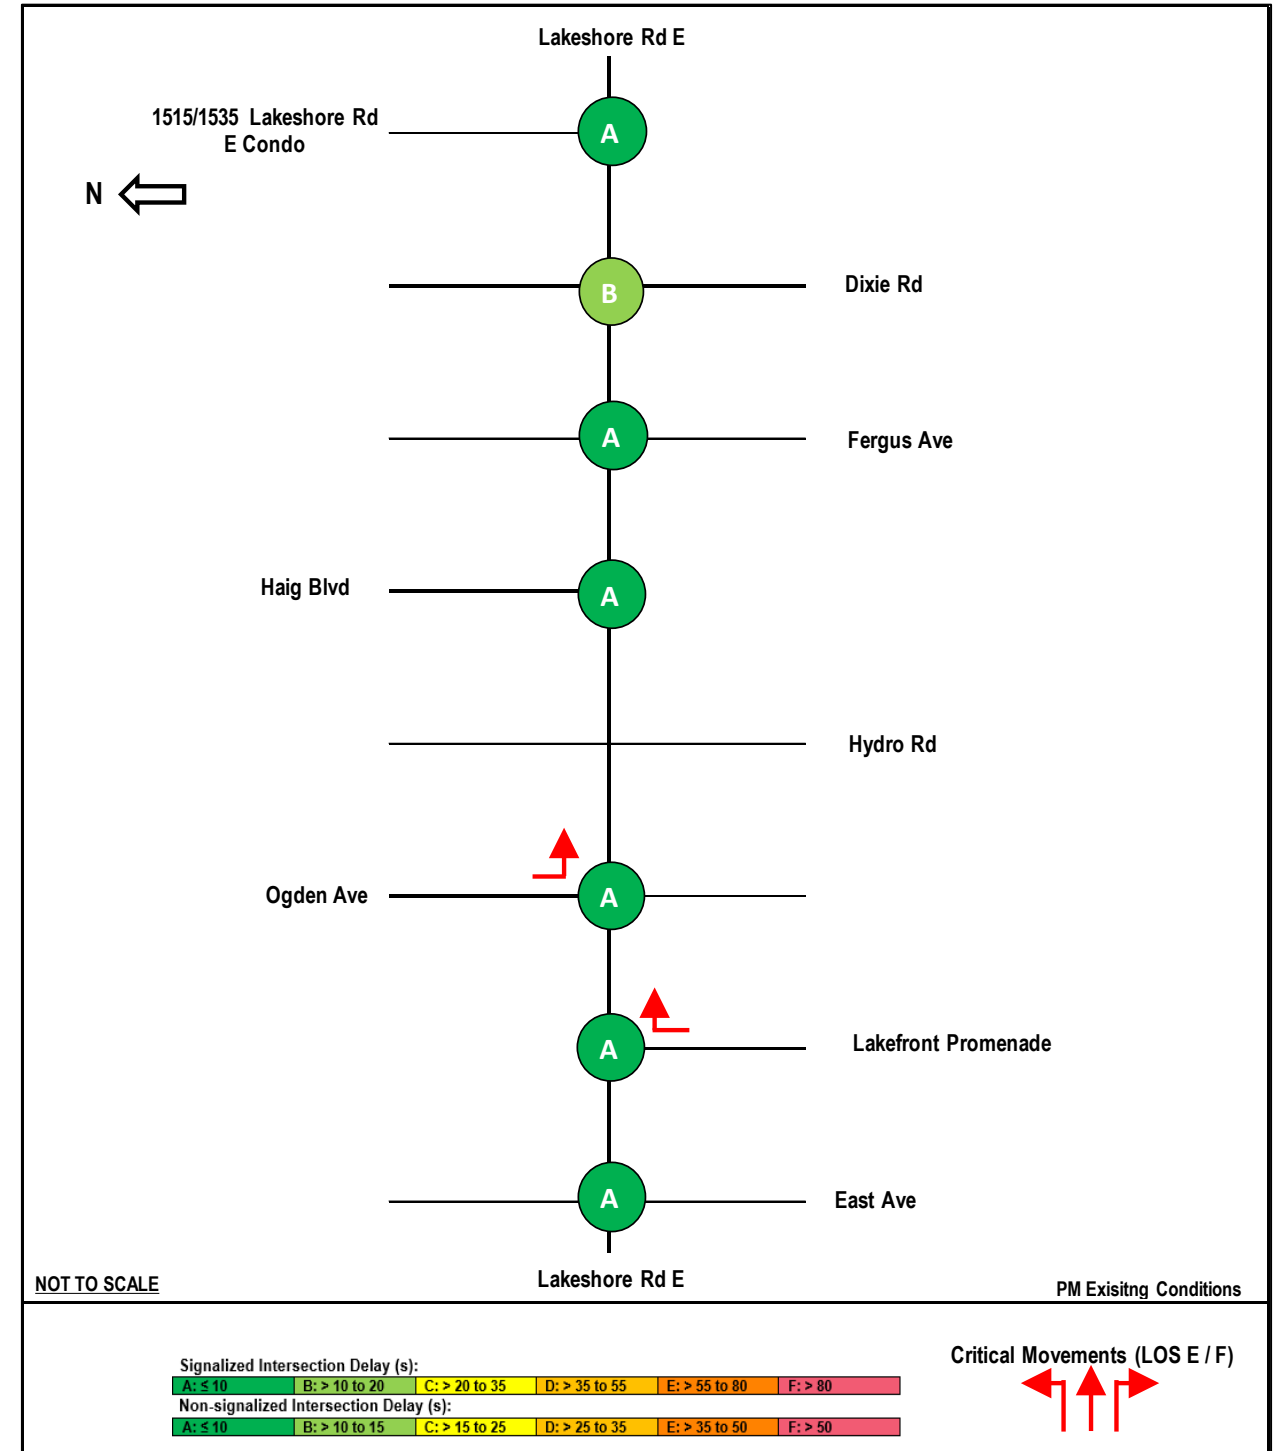 Lakeshore Rd E
1515/1535 Lakeshore Rd
E Condo
A
N
B
Dixie Rd
A
Fergus Ave
Haig Blvd
A
Hydro Rd
Ogden Ave
A
A
Lakefront Promenade
A
East Ave
Lakeshore Rd E
NOT TO SCALE
PM Exisitng Conditions
Signalized Intersection Delay (s):
A: ≤ 10 B: > 10 to 20 C: > 20 to 35 D: > 35 to 55 E: > 55 to 80 F: > 80
Non-signalized Intersection Delay (s):
A: ≤ 10 B: > 10 to 15 C: > 15 to 25 D: > 25 to 35 E: > 35 to 50 F: > 50
Critical Movements (LOS E / F)